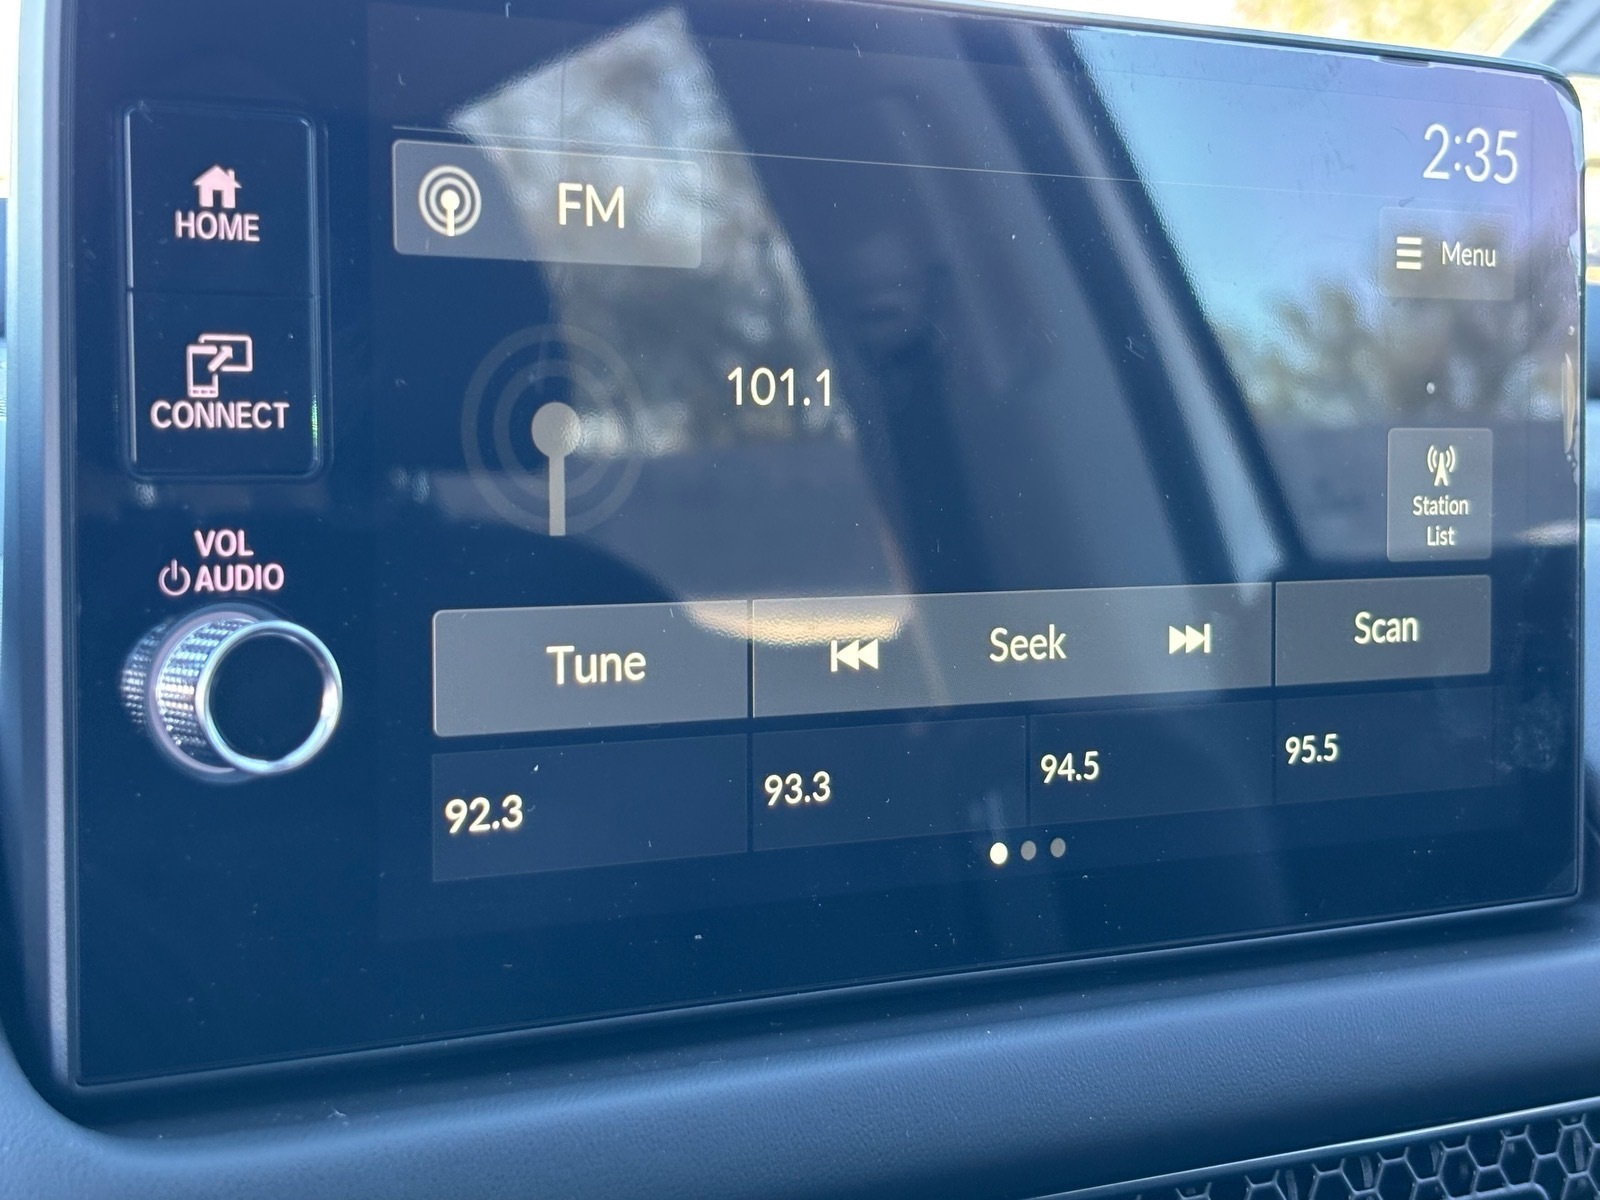 2:35
HOME
FM
Menu
CONNECT
101.1
Station
List
VOL
AUDIO
Tune
Seek
Scan
92.3
93.3
94.5
95.5